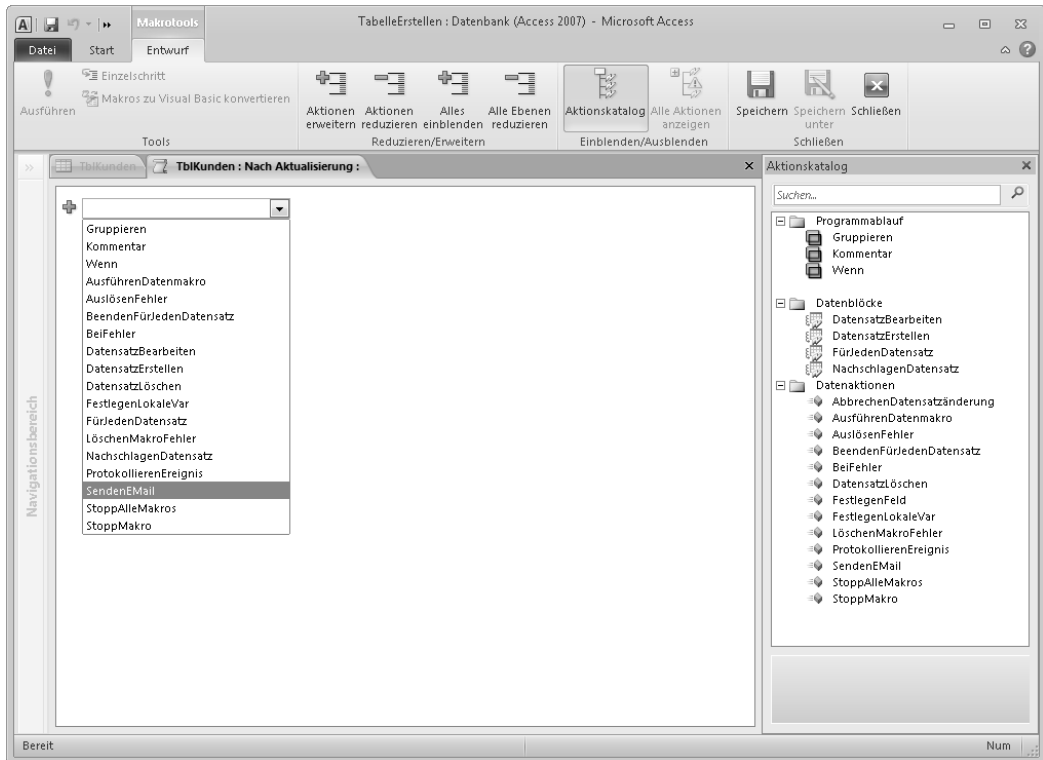 A
Makrotools
TabelleErstellen : Datenbank (Access 2007) - Microsoft Access
Datei
Start
Entwurf
Ausführen
Einzelschritt
Makros zu Visual Basic konvertieren
Tools
Aktionen erweitern
Aktionen reduzieren
Alles einblenden
Alle Ebenen reduzieren
Reduzieren/Erweitern
Aktionskatalog
Alle Aktionen anzeigen
Einblenden/Ausblenden
Speichern
Speichern unter
Schließen
Schließen
TblKunden
TblKunden : Nach Aktualisierung :
Navigationsbereich
Gruppieren
Kommentar
Wenn
AusführenDatenmakro
AuslösenFehler
BeendenFürJedenDatensatz
BeiFehler
DatensatzBearbeiten
DatensatzErstellen
DatensatzLöschen
FestlegenLokaleVar
FürJedenDatensatz
LöschenMakroFehler
NachschlagenDatensatz
ProtokollierenEreignis
SendenEMail
StoppAlleMakros
StoppMakro
Aktionskatalog
Suchen...
Programmablauf
Gruppieren
Kommentar
Wenn
Datenblöcke
DatensatzBearbeiten
DatensatzErstellen
FürJedenDatensatz
NachschlagenDatensatz
Datenaktionen
AbbrechenDatensatzänderung
AusführenDatenmakro
AuslösenFehler
BeendenFürJedenDatensatz
BeiFehler
DatensatzLöschen
FestlegenFeld
FestlegenLokaleVar
LöschenMakroFehler
ProtokollierenEreignis
SendenEMail
StoppAlleMakros
StoppMakro
Bereit
Num